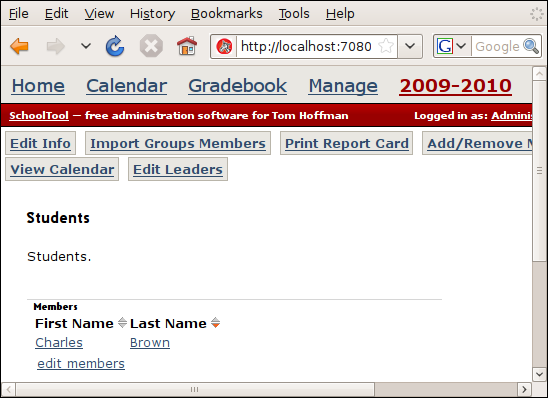 File Edit View History Bookmarks Tools Help
http://localhost:7080 G Google
Home Calendar Gradebook Manage 2009-2010
SchoolTool — free administration software for Tom Hoffman Logged in as: Adminis
Edit Info Import Groups Members Print Report Card Add/Remove M
View Calendar Edit Leaders
Students
Students.
Members
First Name Last Name
Charles Brown
edit members